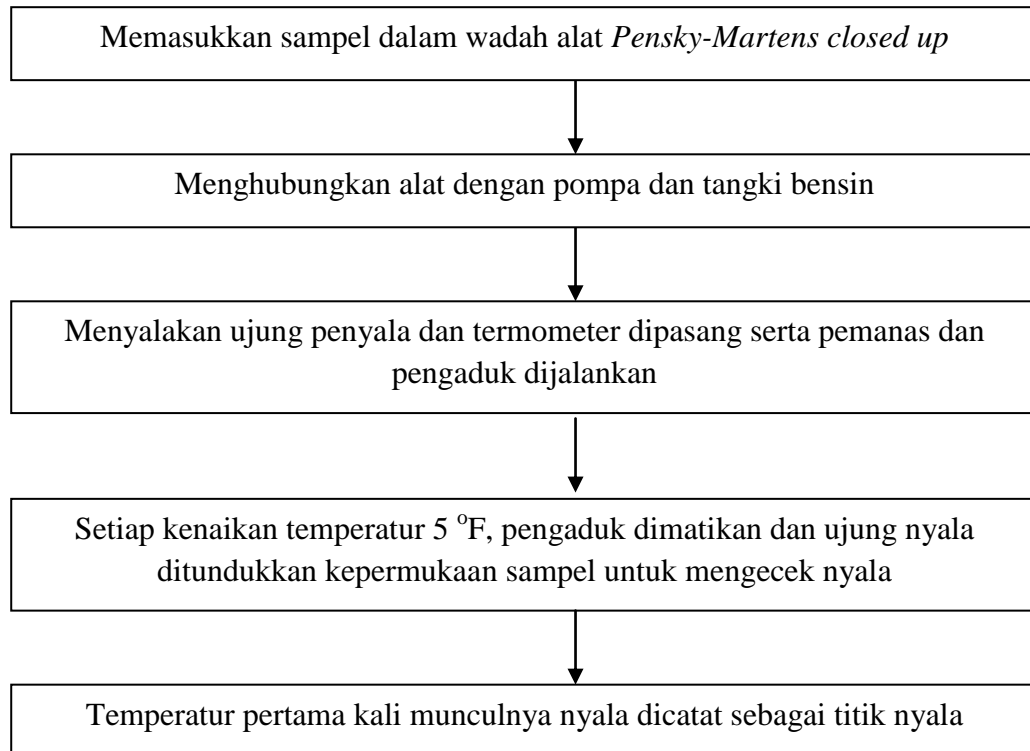 Memasukkan sampel dalam wadah alat Pensky-Martens closed up
Menghubungkan alat dengan pompa dan tangki bensin
Menyalakan ujung penyala dan termometer dipasang serta pemanas dan
pengaduk dijalankan
Setiap kenaikan temperatur 5 °F, pengaduk dimatikan dan ujung nyala
ditundukkan kepermukaan sampel untuk mengecek nyala
Temperatur pertama kali munculnya nyala dicatat sebagai titik nyala